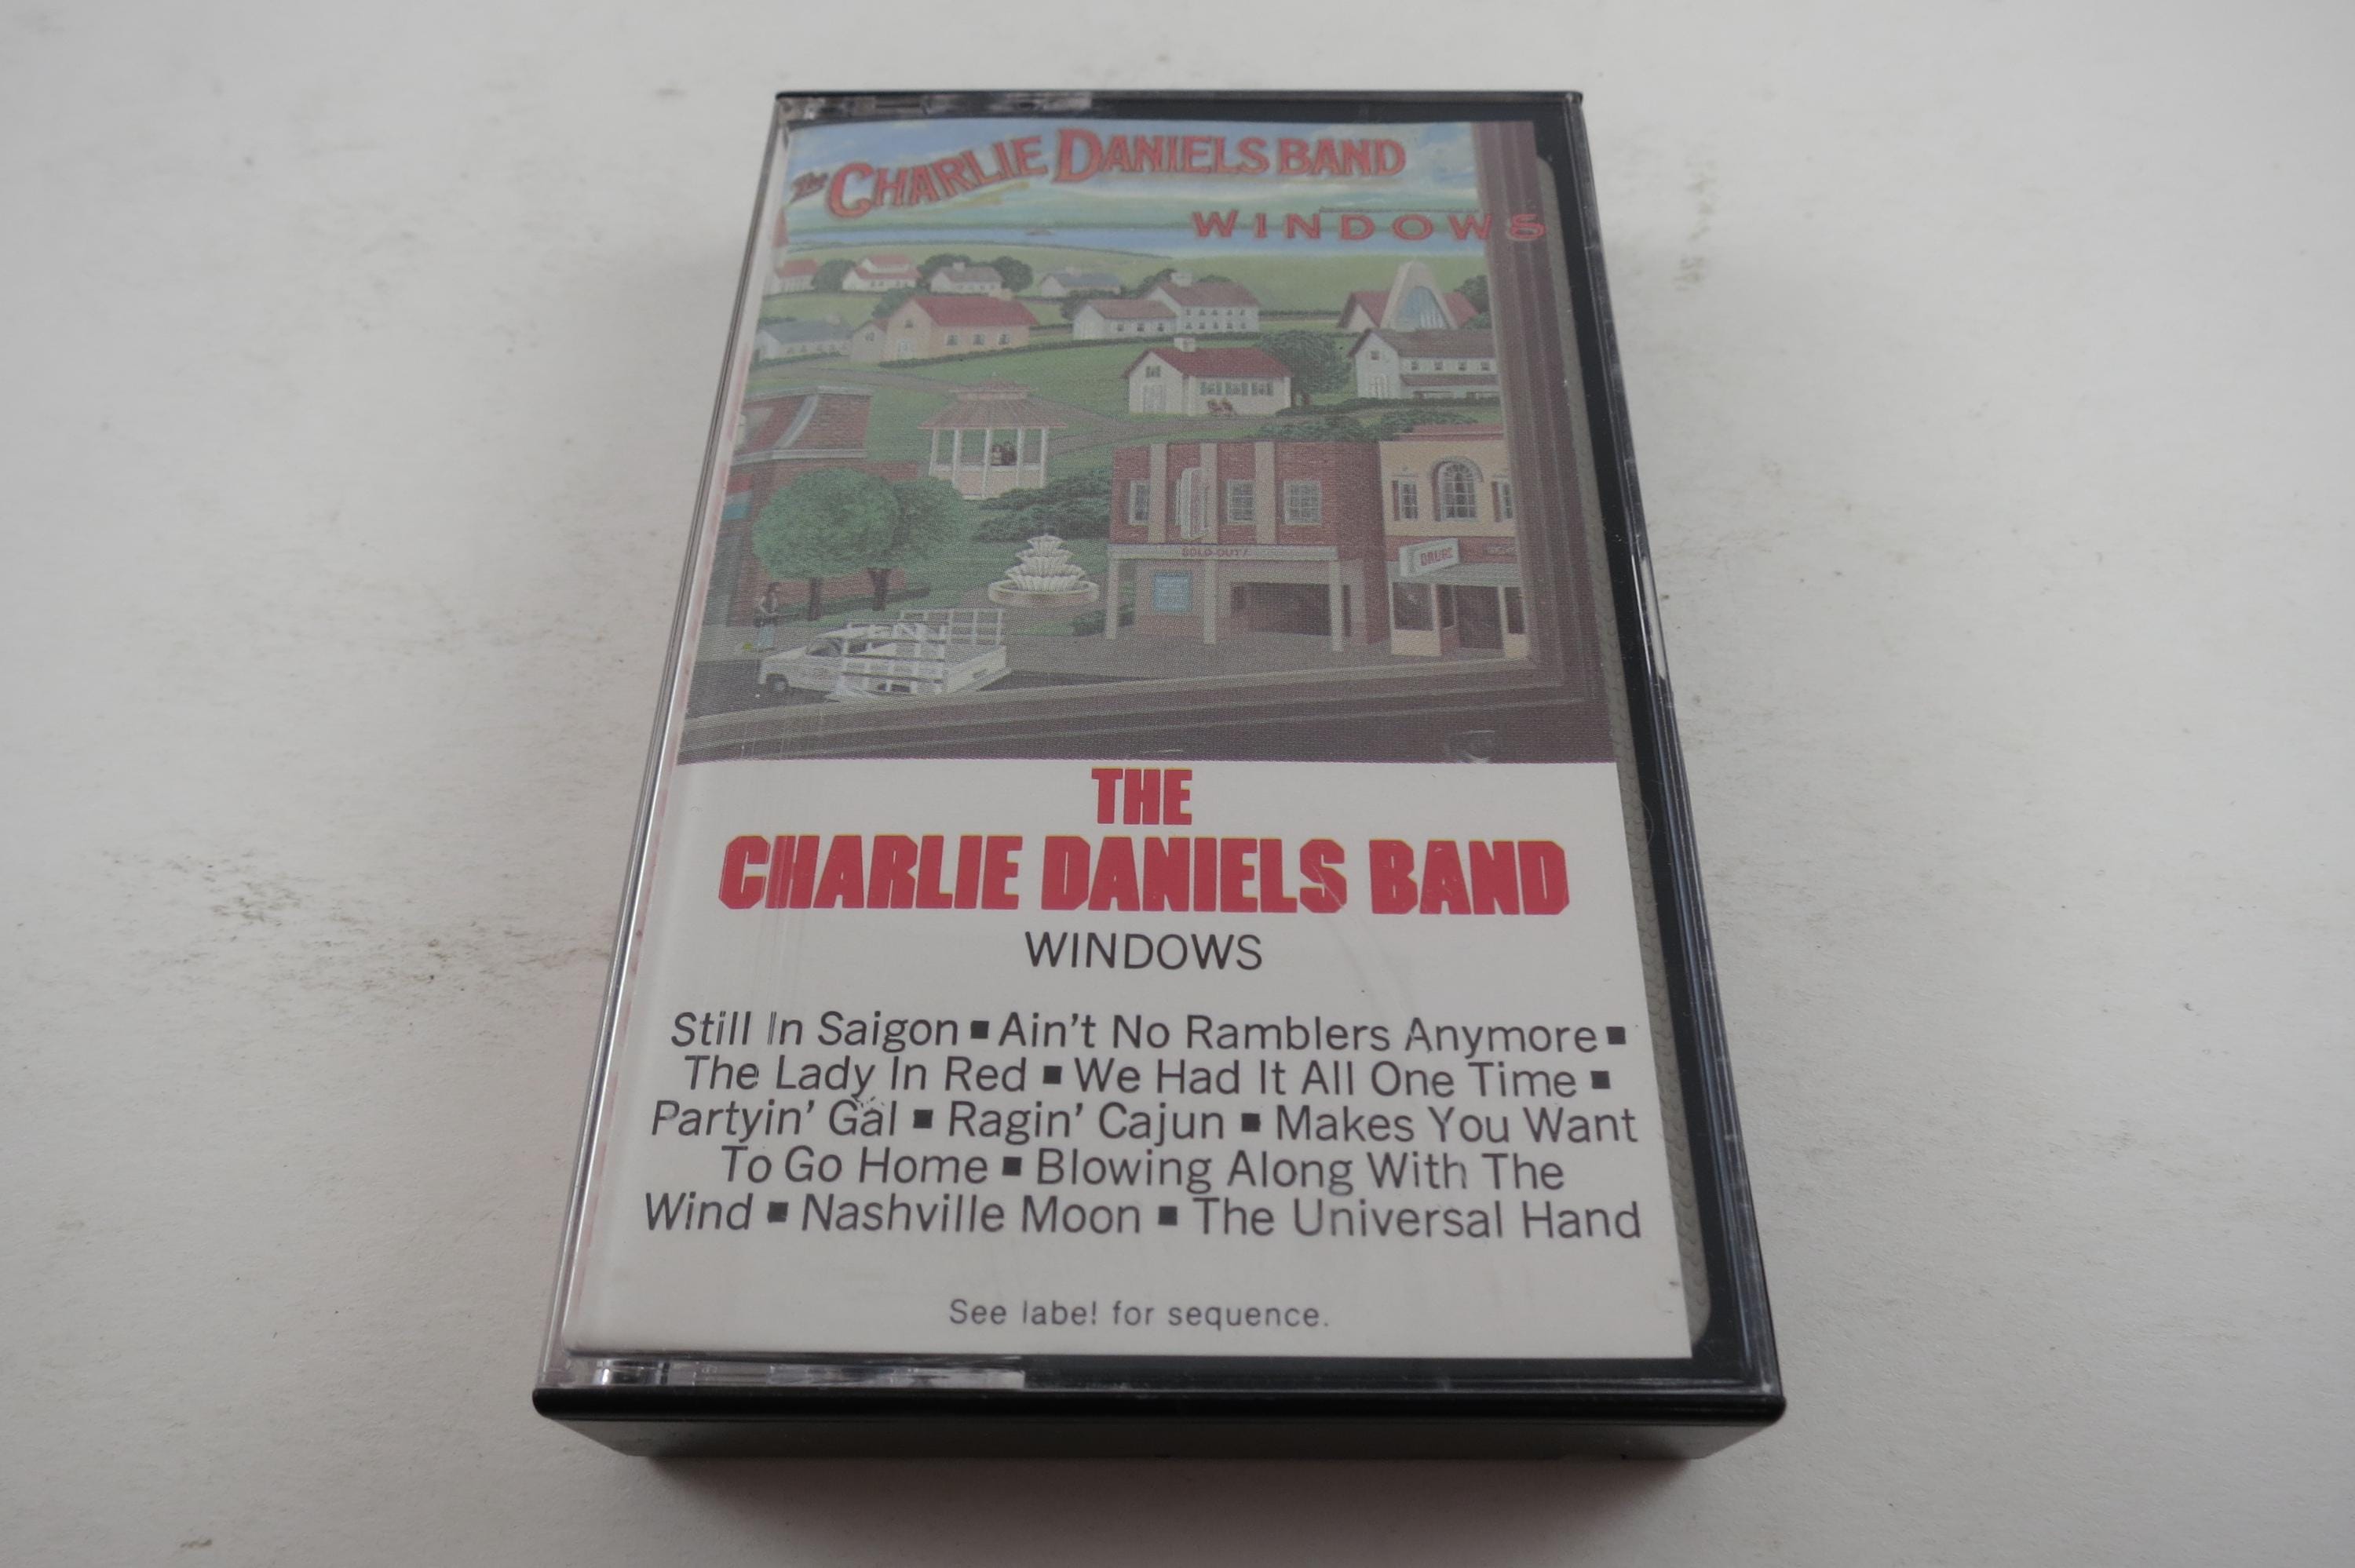 The CHARLIE DANIELS BAND
WINDOWS
SOLD OUT!
DRUGS
THE
CHARLIE DANIELS BAND
WINDOWS
Still In Saigon ■ Ain't No Ramblers Anymore ■
The Lady In Red ■ We Had It All One Time ■
Partyin' Gal ■ Ragin' Cajun ■ Makes You Want
To Go Home ■ Blowing Along With The
Wind ■ Nashville Moon ■ The Universal Hand
See label for sequence.